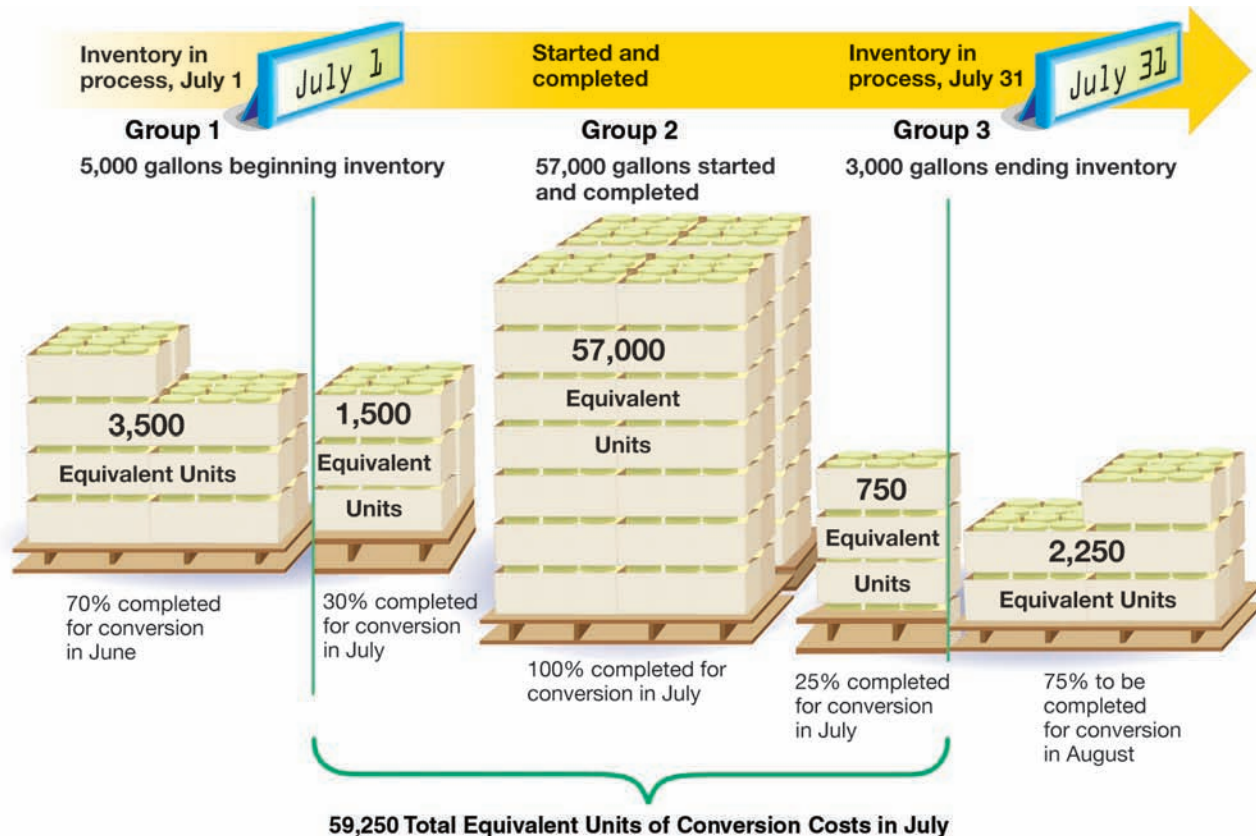 Inventory in
process, July 1
July 1
Started and
completed
Inventory in
process, July 31
July 31
Group 1
5,000 gallons beginning inventory
Group 2
57,000 gallons started
and completed
Group 3
3,000 gallons ending inventory
3,500
Equivalent Units
1,500
Equivalent
Units
57,000
Equivalent
Units
750
Equivalent
Units
2,250
Equivalent Units
70% completed
for conversion
in June
30% completed
for conversion
in July
100% completed for
conversion in July
25% completed
for conversion
in July
75% to be
completed
for conversion
in August
59,250 Total Equivalent Units of Conversion Costs in July